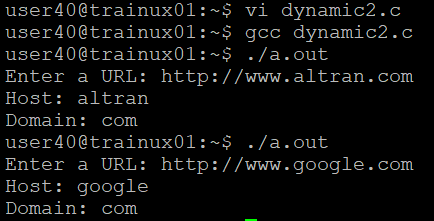 user40@trainux01:~$ vi dynamic2.c
user40@trainux01:~$ gcc dynamic2.c
user40@trainux01:~$ ./a.out
Enter a URL: http://www.altran.com
Host: altran
Domain: com
user40@trainux01:~$ ./a.out
Enter a URL: http://www.google.com
Host: google
Domain: com